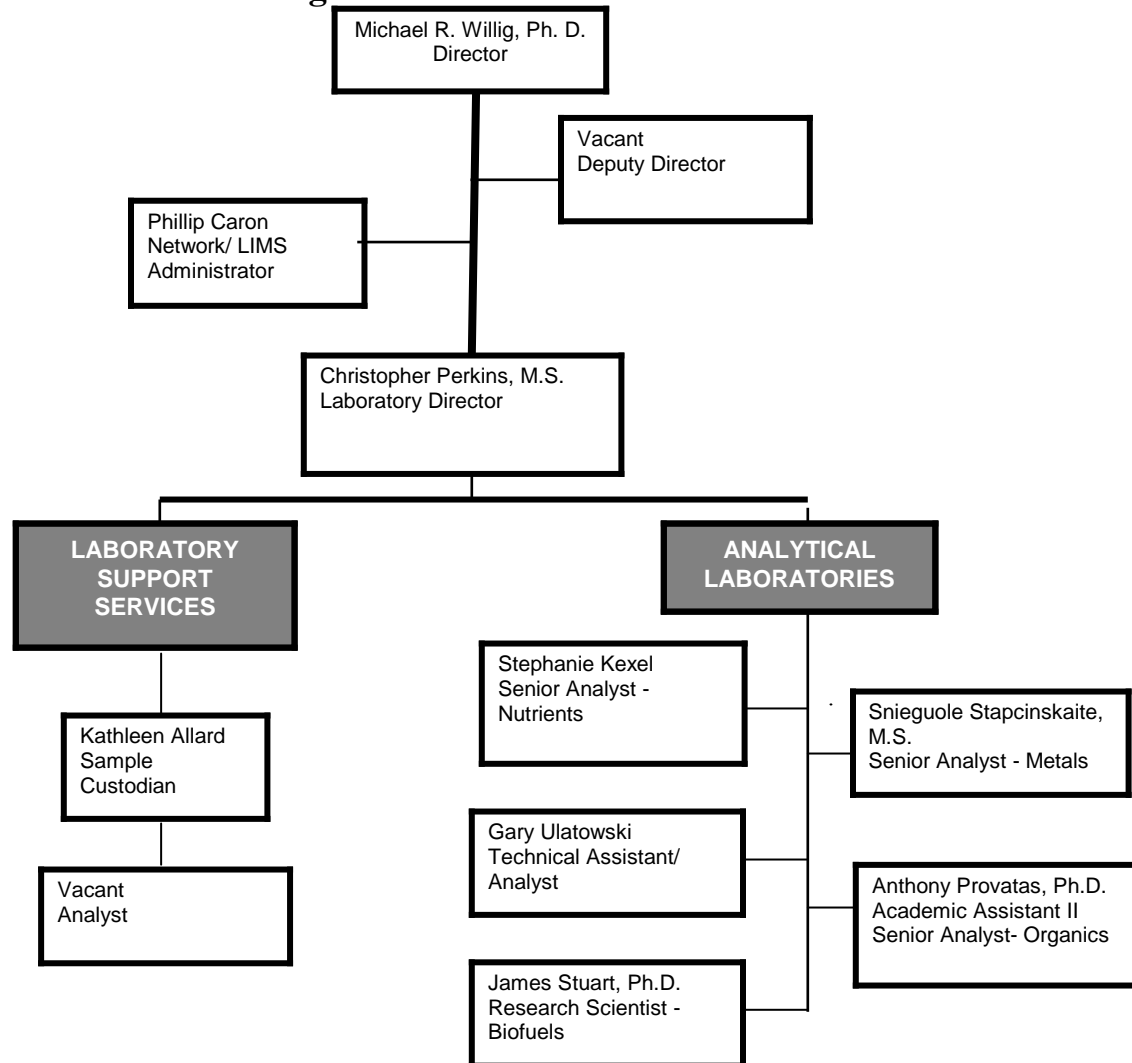 Michael R. Willig, Ph. D.
Director
Vacant
Deputy Director
Phillip Caron
Network/ LIMS
Administrator
Christopher Perkins, M.S.
Laboratory Director
LABORATORY
SUPPORT
SERVICES
ANALYTICAL
LABORATORIES
Kathleen Allard
Sample
Custodian
Vacant
Analyst
Stephanie Kexel
Senior Analyst -
Nutrients
Snieguole Stapcinskaite,
M.S.
Senior Analyst - Metals
Gary Ulatowski
Technical Assistant/
Analyst
Anthony Provatas, Ph.D.
Academic Assistant II
Senior Analyst- Organics
James Stuart, Ph.D.
Research Scientist -
Biofuels